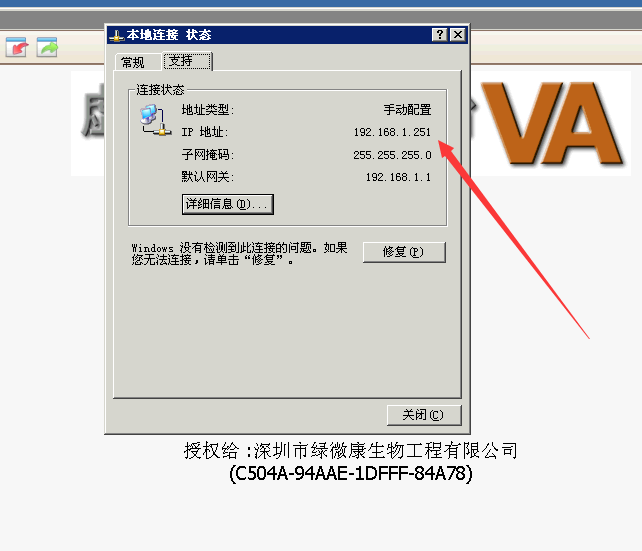 本地连接 状态
常规 支持
连接状态
地址类型: 手动配置
IP 地址: 192.168.1.251
子网掩码: 255.255.255.0
默认网关: 192.168.1.1
详细信息(D)...
Windows 没有检测到此连接的问题。如果
您无法连接，请单击“修复”。
修复(P)
关闭(C)
VA
授权给 :深圳市绿微康生物工程有限公司
(C504A-94AAE-1DFFF-84A78)